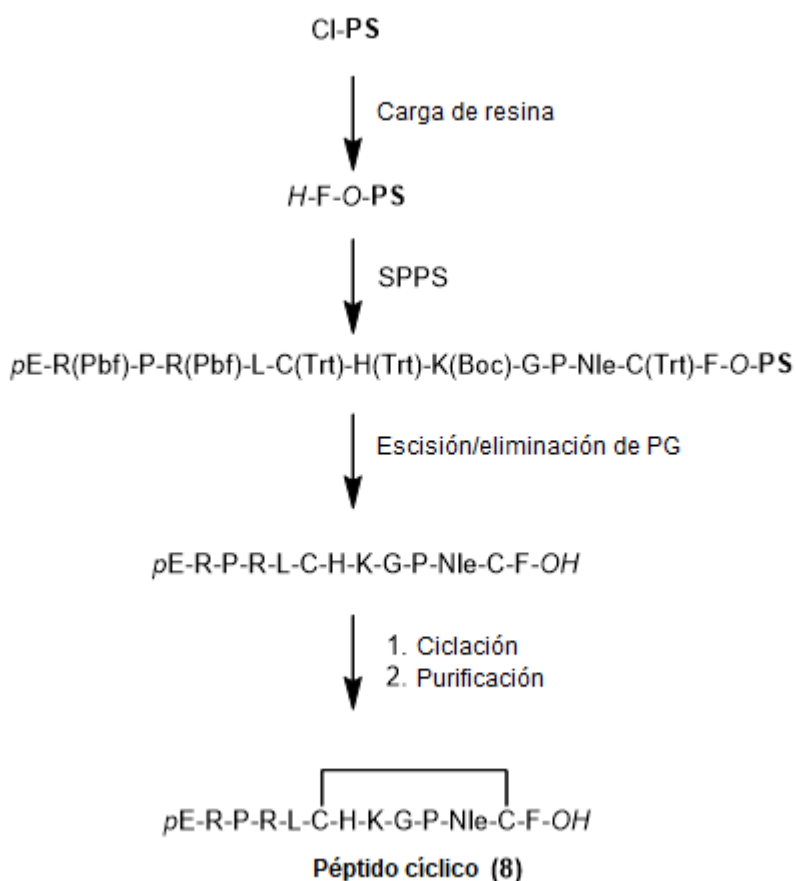 Cl-PS
Carga de resina
H-F-O-PS
SPPS
pE-R(Pbf)-P-R(Pbf)-L-C(Trt)-H(Trt)-K(Boc)-G-P-Nle-C(Trt)-F-O-PS
Escisión/eliminación de PG
pE-R-P-R-L-C-H-K-G-P-Nle-C-F-OH
1. Ciclación
2. Purificación
pE-R-P-R-L-C-H-K-G-P-Nle-C-F-OH
Péptido cíclico (8)